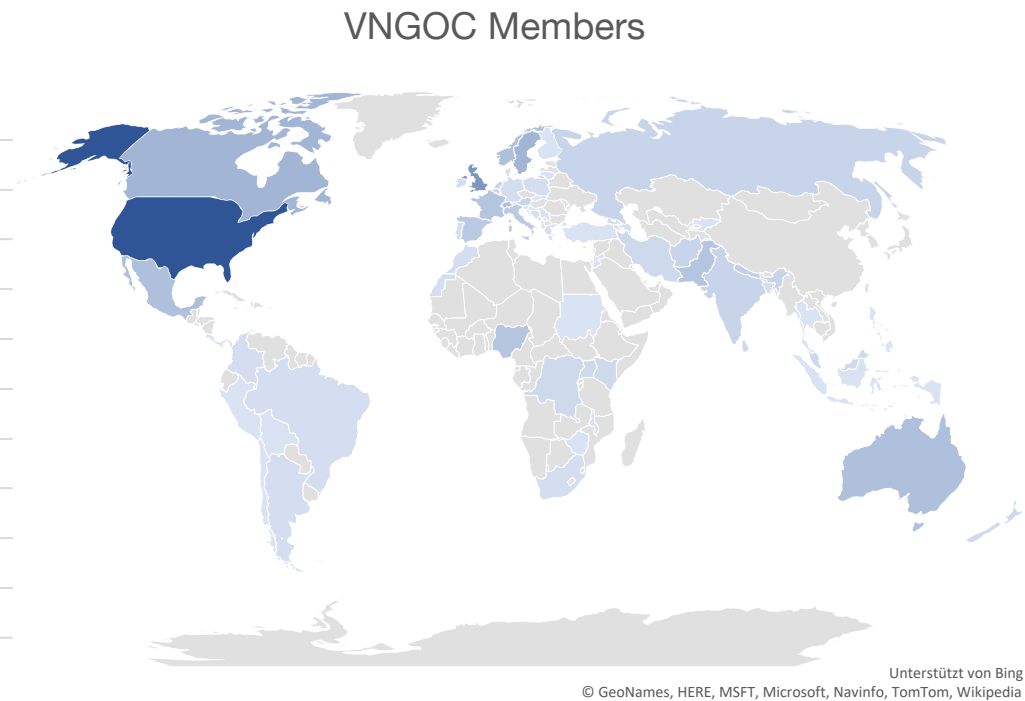 VNGOC Members
Unterstützt von Bing
© GeoNames, HERE, MSFT, Microsoft, Navinfo, TomTom, Wikipedia